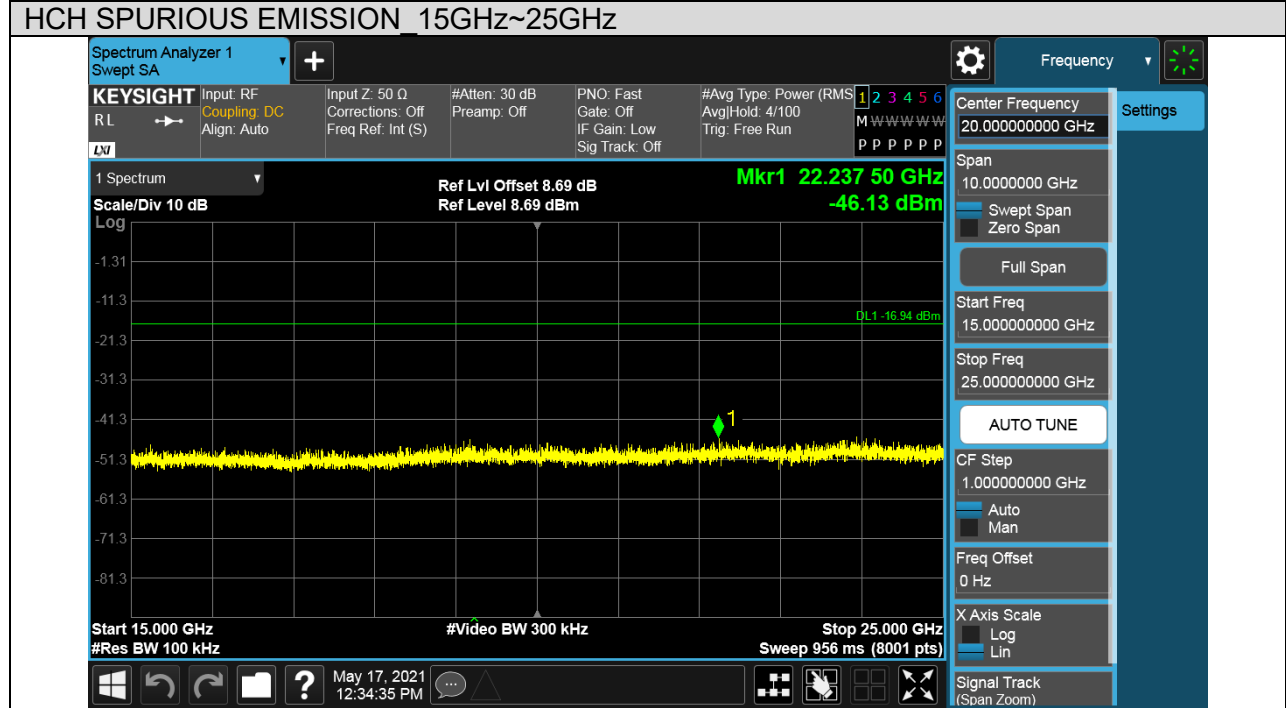 HCH SPURIOUS EMISSION_15GHz~25GHz
Spectrum Analyzer 1
Swept SA
+
Frequency
KEYSIGHT
RL
LXI
Input: RF
Coupling: DC
Align: Auto
Input Z: 50 Ω
Corrections: Off
Freq Ref: Int (S)
#Atten: 30 dB
Preamp: Off
PNO: Fast
Gate: Off
IF Gain: Low
Sig Track: Off
#Avg Type: Power (RMS
Avg|Hold: 4/100
Trig: Free Run
1 2 3 4 5 6
M W W W W W
P P P P P P
1 Spectrum
Scale/Div 10 dB
Log
Ref Lvl Offset 8.69 dB
Ref Level 8.69 dBm
Mkr1 22.237 50 GHz
-46.13 dBm
-1.31
-11.3
DL1 -16.94 dBm
-21.3
-31.3
-41.3
1
-51.3
-61.3
-71.3
-81.3
Start 15.000 GHz
#Res BW 100 kHz
#Video BW 300 kHz
Stop 25.000 GHz
Sweep 956 ms (8001 pts)
?
May 17, 2021
12:34:35 PM
Center Frequency
20.000000000 GHz
Settings
Span
10.0000000 GHz
Swept Span
Zero Span
Full Span
Start Freq
15.000000000 GHz
Stop Freq
25.000000000 GHz
AUTO TUNE
CF Step
1.000000000 GHz
Auto
Man
Freq Offset
0 Hz
X Axis Scale
Log
Lin
Signal Track
(Span Zoom)